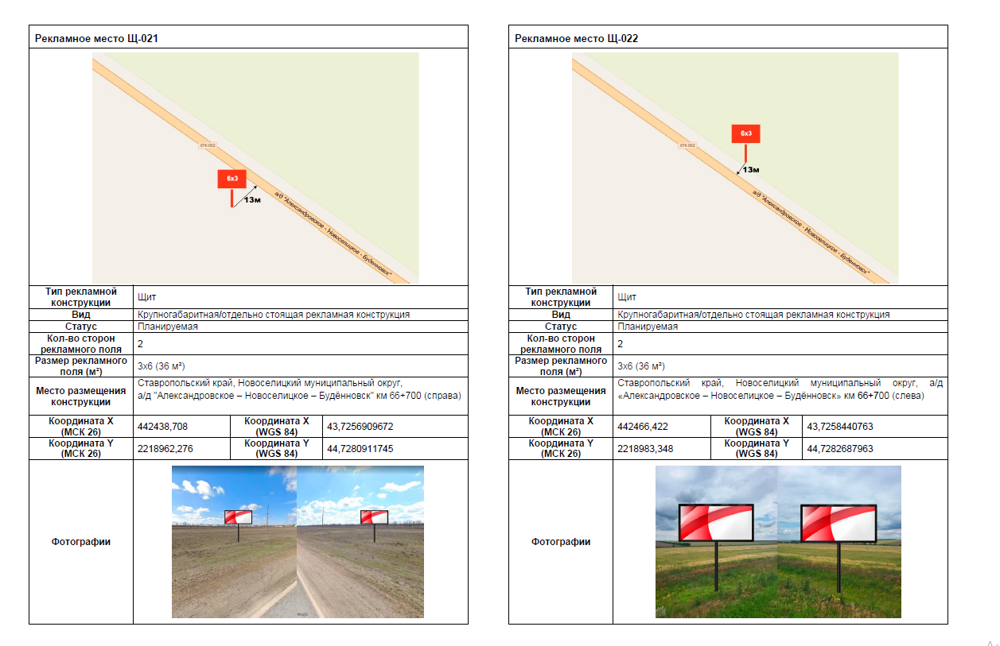 Рекламное место Щ-021
07К-002
6х3
13м
а/д "Александровское - Новоселицкое - Буденновск"
Тип рекламной
конструкции
Щит
Вид
Крупногабаритная/отдельно стоящая рекламная конструкция
Статус
Планируемая
Кол-во сторон
рекламного поля
2
Размер рекламного
поля (м²)
3х6 (36 м²)
Место размещения
конструкции
Ставропольский край, Новоселицкий муниципальный округ,
а/д "Александровское – Новоселицкое – Будённовск" км 66+700 (справа)
Координата X
(МСК 26)
442438,708
Координата X
(WGS 84)
43,7256909672
Координата Y
(МСК 26)
2218962,276
Координата Y
(WGS 84)
44,7280911745
Фотографии
Рекламное место Щ-022
07К-002
6х3
13м
а/д "Александровское - Новоселицкое - Буденновск"
Тип рекламной
конструкции
Щит
Вид
Крупногабаритная/отдельно стоящая рекламная конструкция
Статус
Планируемая
Кол-во сторон
рекламного поля
2
Размер рекламного
поля (м²)
3х6 (36 м²)
Место размещения
конструкции
Ставропольский край, Новоселицкий муниципальный округ, а/д
«Александровское – Новоселицкое – Будённовск» км 66+700 (слева)
Координата X
(МСК 26)
442466,422
Координата X
(WGS 84)
43,7258440763
Координата Y
(МСК 26)
2218983,348
Координата Y
(WGS 84)
44,7282687963
Фотографии